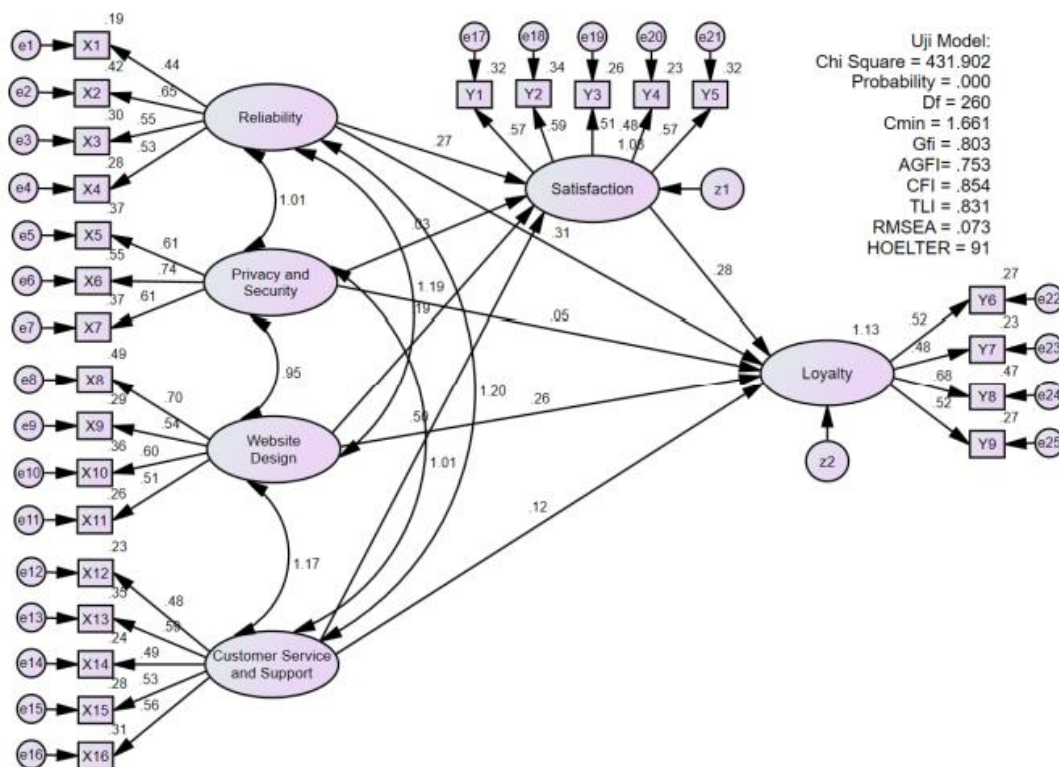 .19
e1 X1
.44
.42
e2 X2
.65
.30
e3 X3
.55
.28
e4 X4
.53
Reliability
.37
e5 X5
.61
.55
e6 X6
.74
.37
e7 X7
.61
Privacy and
Security
.49
e8 X8
.70
.29
e9 X9
.54
.36
e10 X10
.60
.26
e11 X11
.51
Website
Design
.23
e12 X12
.48
.35
e13 X13
.59
.24
e14 X14
.49
.28
e15 X15
.53
.31
e16 X16
.56
Customer Service
and Support
1.01
.95
1.17
1.19
1.20
1.01
.27
.03
.19
.50
.31
.05
.26
.12
.28
e17 e18 e19 e20 e21
.32 .34 .26 .23 .32
Y1 Y2 Y3 Y4 Y5
.57 .59 .51 .48 .57
1.08
Satisfaction
z1
1.13
Loyalty
z2
.27
.52 Y6 e22
.23
.48 Y7 e23
.47
.68 Y8 e24
.27
.52 Y9 e25
Uji Model:
Chi Square = 431.902
Probability = .000
Df = 260
Cmin = 1.661
Gfi = .803
AGFI= .753
CFI = .854
TLI = .831
RMSEA = .073
HOELTER = 91